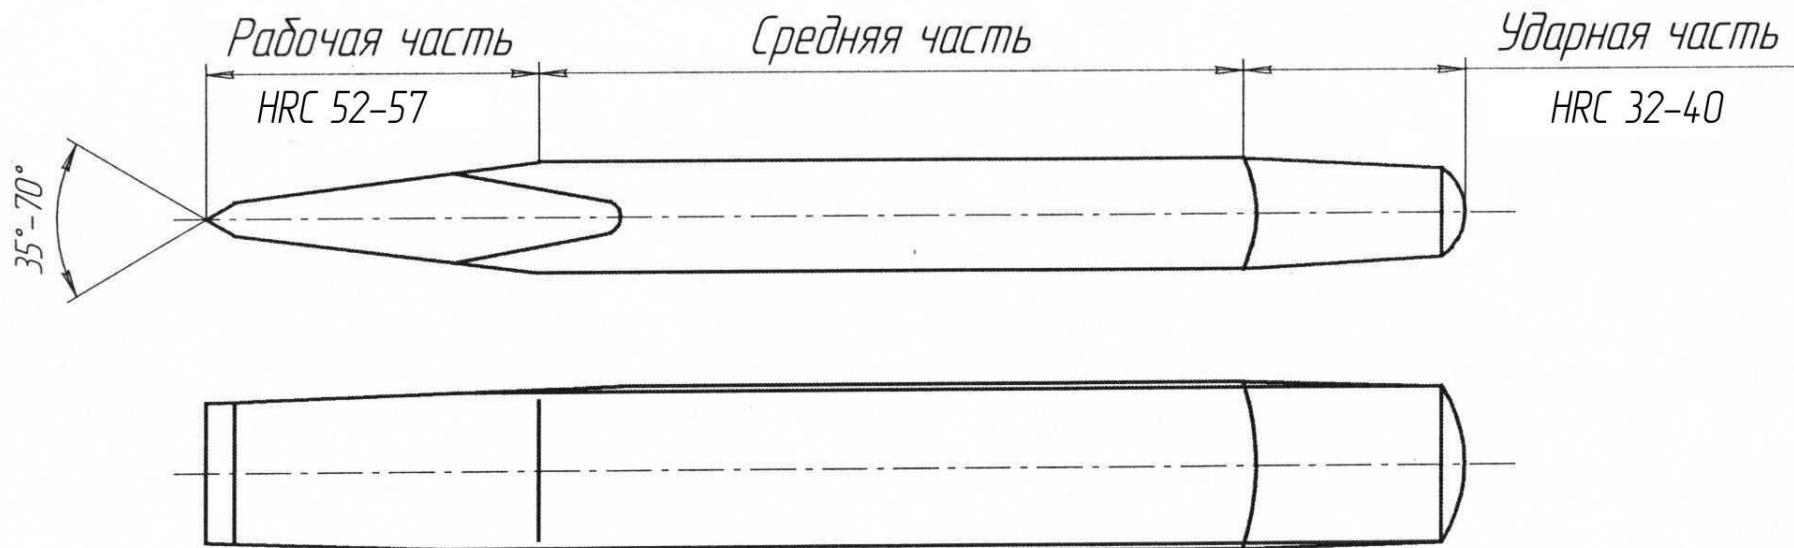 Рабочая часть
Средняя часть
Ударная часть
HRC 52-57
HRC 32-40
35°-70°